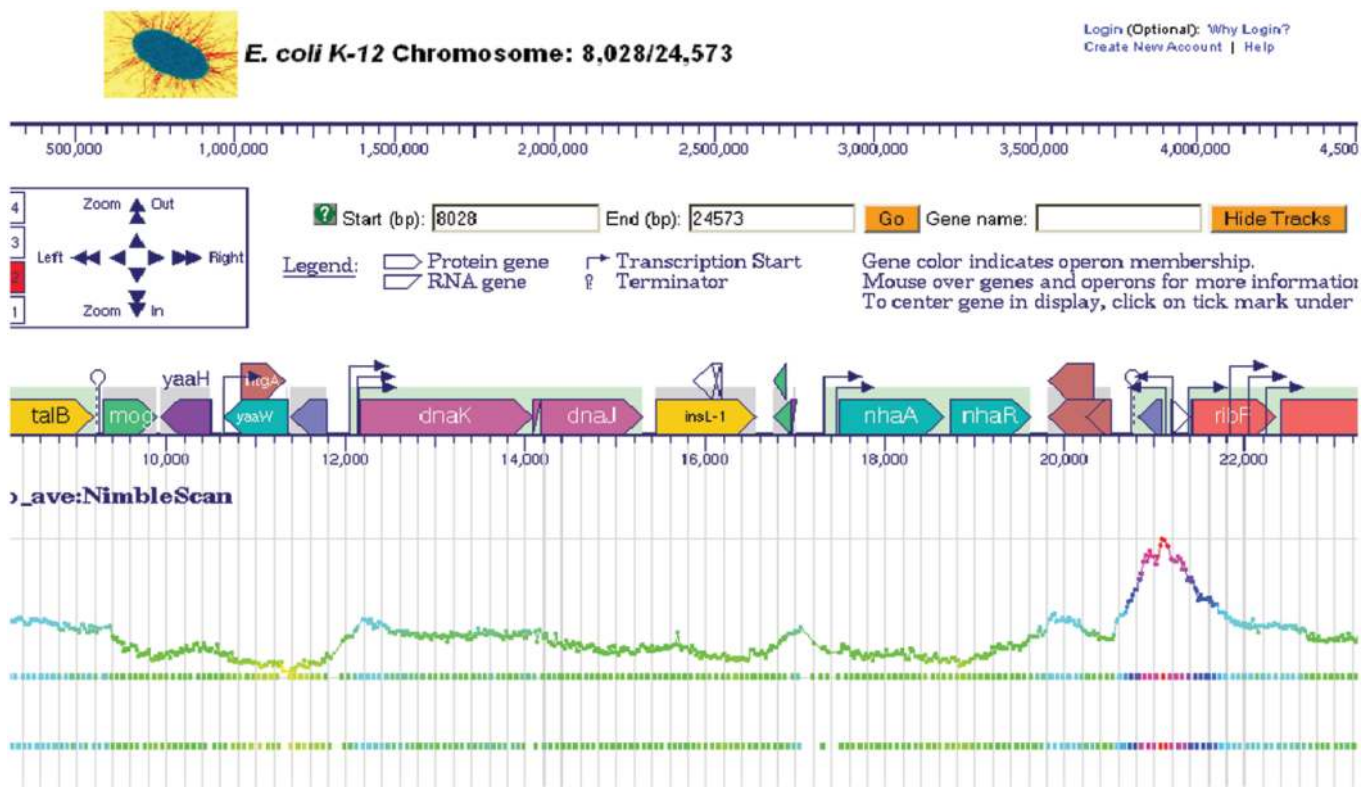 E. coli K-12 Chromosome: 8,028/24,573
Login (Optional): Why Login?
Create New Account | Help
500,000 1,000,000 1,500,000 2,000,000 2,500,000 3,000,000 3,500,000 4,000,000 4,500
4
3
2
1
Zoom Out
Left Right
Zoom In
? Start (bp): 8028 End (bp): 24573 Go Gene name: Hide Tracks
Legend: Protein gene Transcription Start
RNA gene Terminator
Gene color indicates operon membership.
Mouse over genes and operons for more information
To center gene in display, click on tick mark under
yaaH htgA
talB mog yaaW dnaK dnaJ insL-1 nhaA nhaR ribF
10,000 12,000 14,000 16,000 18,000 20,000 22,000
_ave:NimbleScan